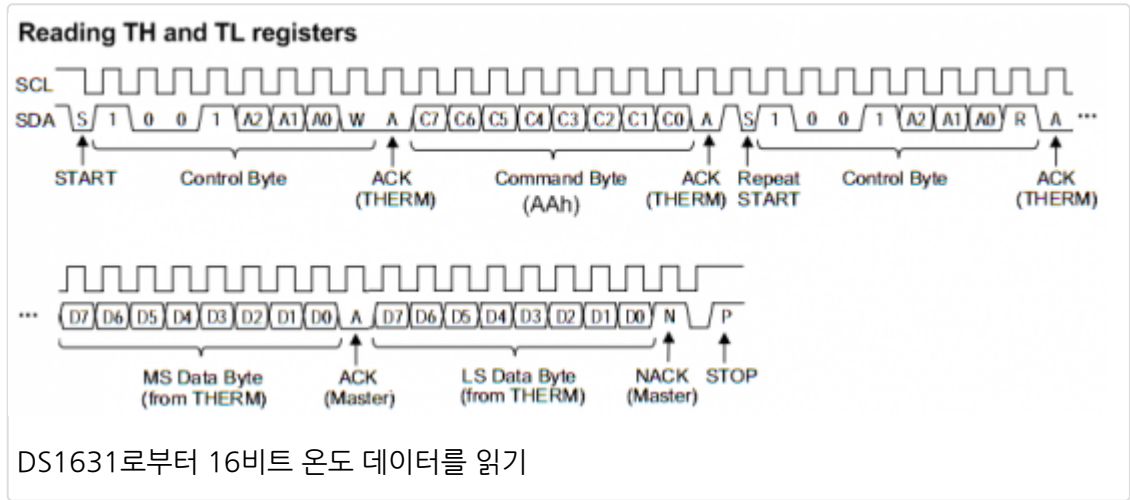 Reading TH and TL registers
SCL
SDA S 1 0 0 1 A2 A1 A0 W A C7 C6 C5 C4 C3 C2 C1 C0 A S 1 0 0 1 A2 A1 A0 R A ...
START Control Byte ACK Command Byte ACK Repeat Control Byte ACK
(THERM) (AAh) (THERM) START (THERM)
... D7 D6 D5 D4 D3 D2 D1 D0 A D7 D6 D5 D4 D3 D2 D1 D0 N P
MS Data Byte ACK LS Data Byte NACK STOP
(from THERM) (Master) (from THERM) (Master)
DS1631로부터 16비트 온도 데이터를 읽기